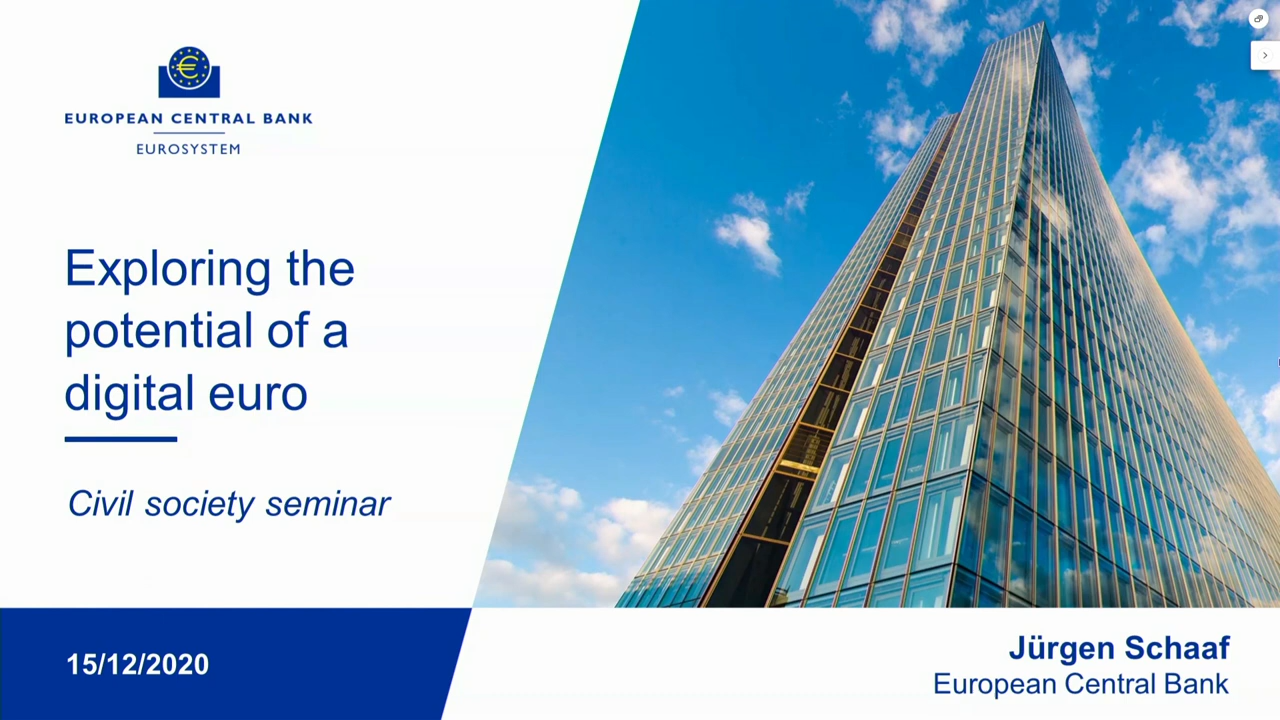 EUROPEAN CENTRAL BANK
EUROSYSTEM
Exploring the
potential of a
digital euro
Civil society seminar
15/12/2020
Jürgen Schaaf
European Central Bank